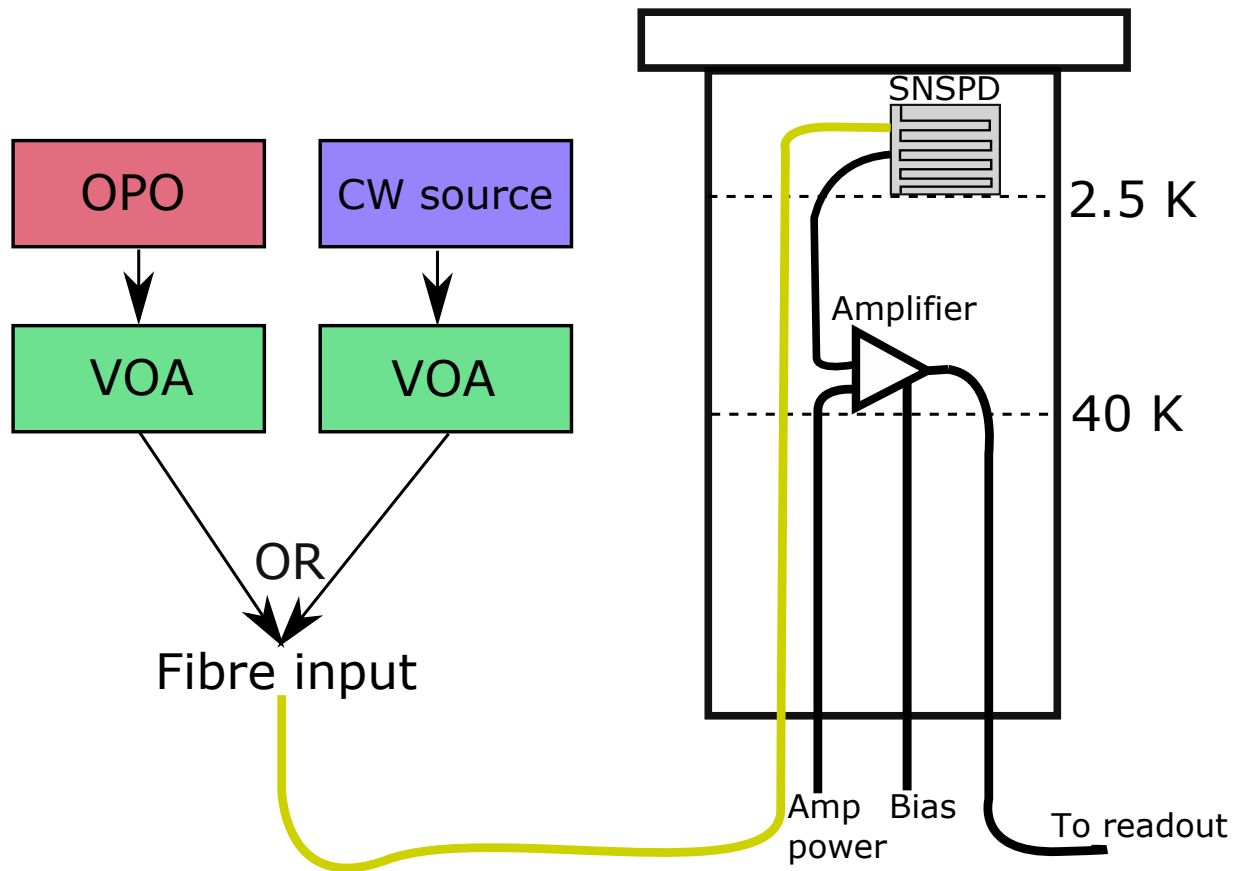 SNSPD
OPO
CW source
2.5 K
Amplifier
VOA
VOA
40 K
OR
Fibre input
Amp
power
Bias
To readout